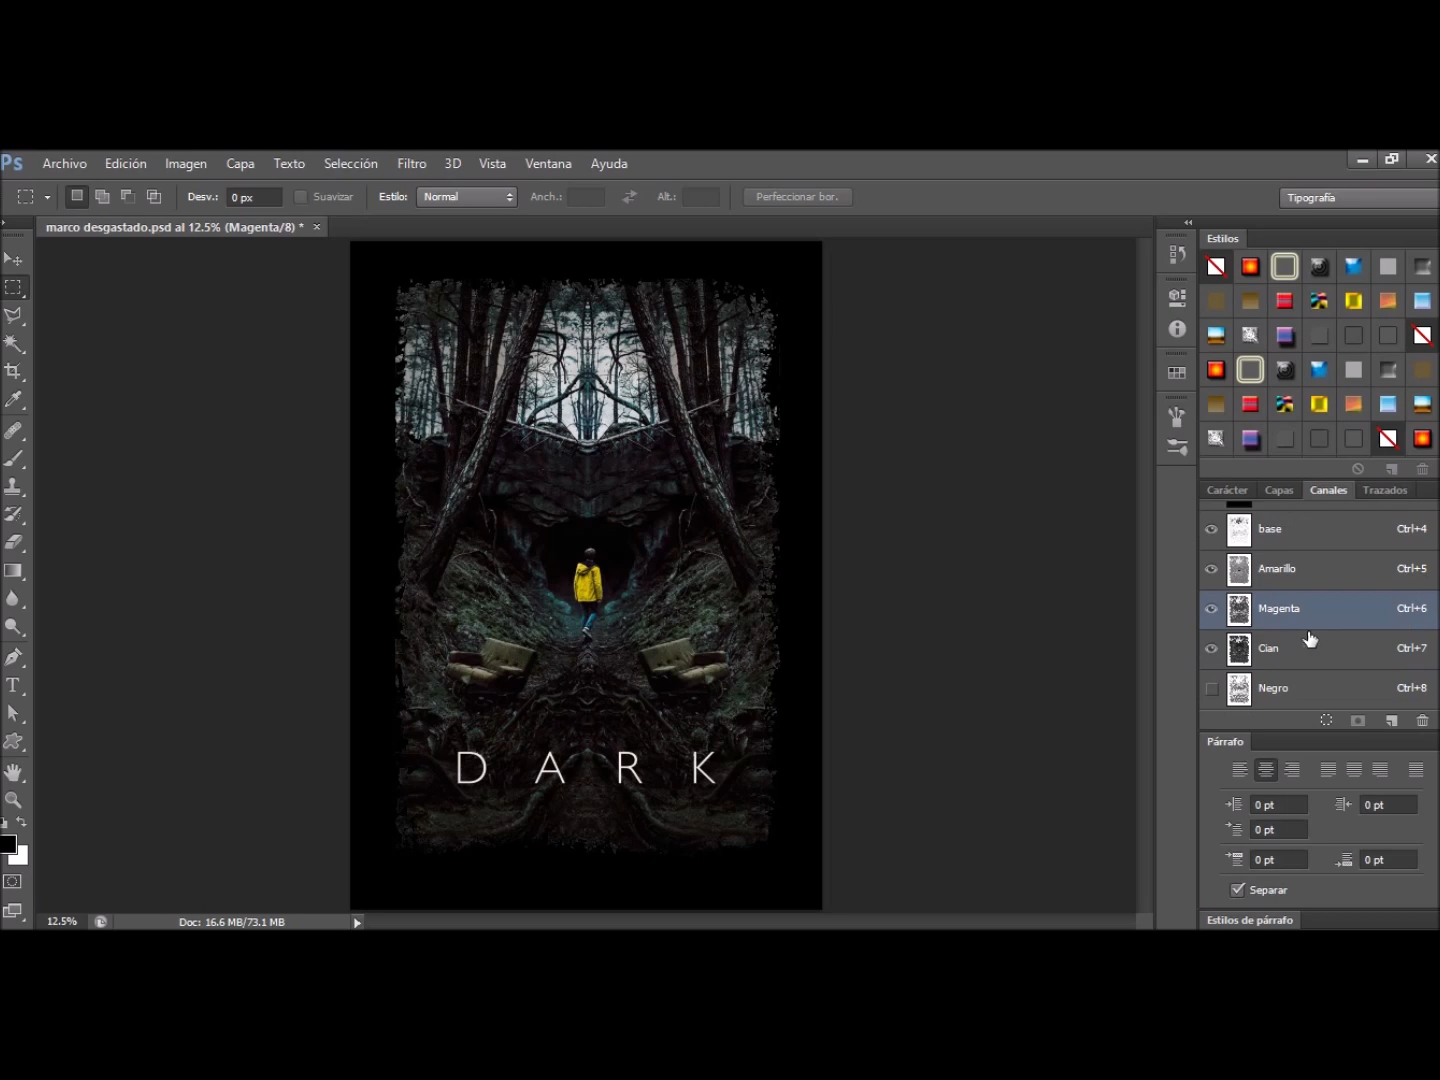 Ps Archivo Edición Imagen Capa Texto Selección Filtro 3D Vista Ventana Ayuda
Desv.: 0 px Suavizar Estilo: Normal Anch.: Alt.: Perfeccionar bor. Tipografía
marco desgastado.psd al 12.5% (Magenta/8) * ×
Estilos
Carácter Capas Canales Trazados
base Ctrl+4
Amarillo Ctrl+5
Magenta Ctrl+6
Cian Ctrl+7
Negro Ctrl+8
Párrafo
DARK
0 pt 0 pt
0 pt
0 pt 0 pt
Separar
Estilos de párrafo
12.5% Doc: 16.6 MB/73.1 MB